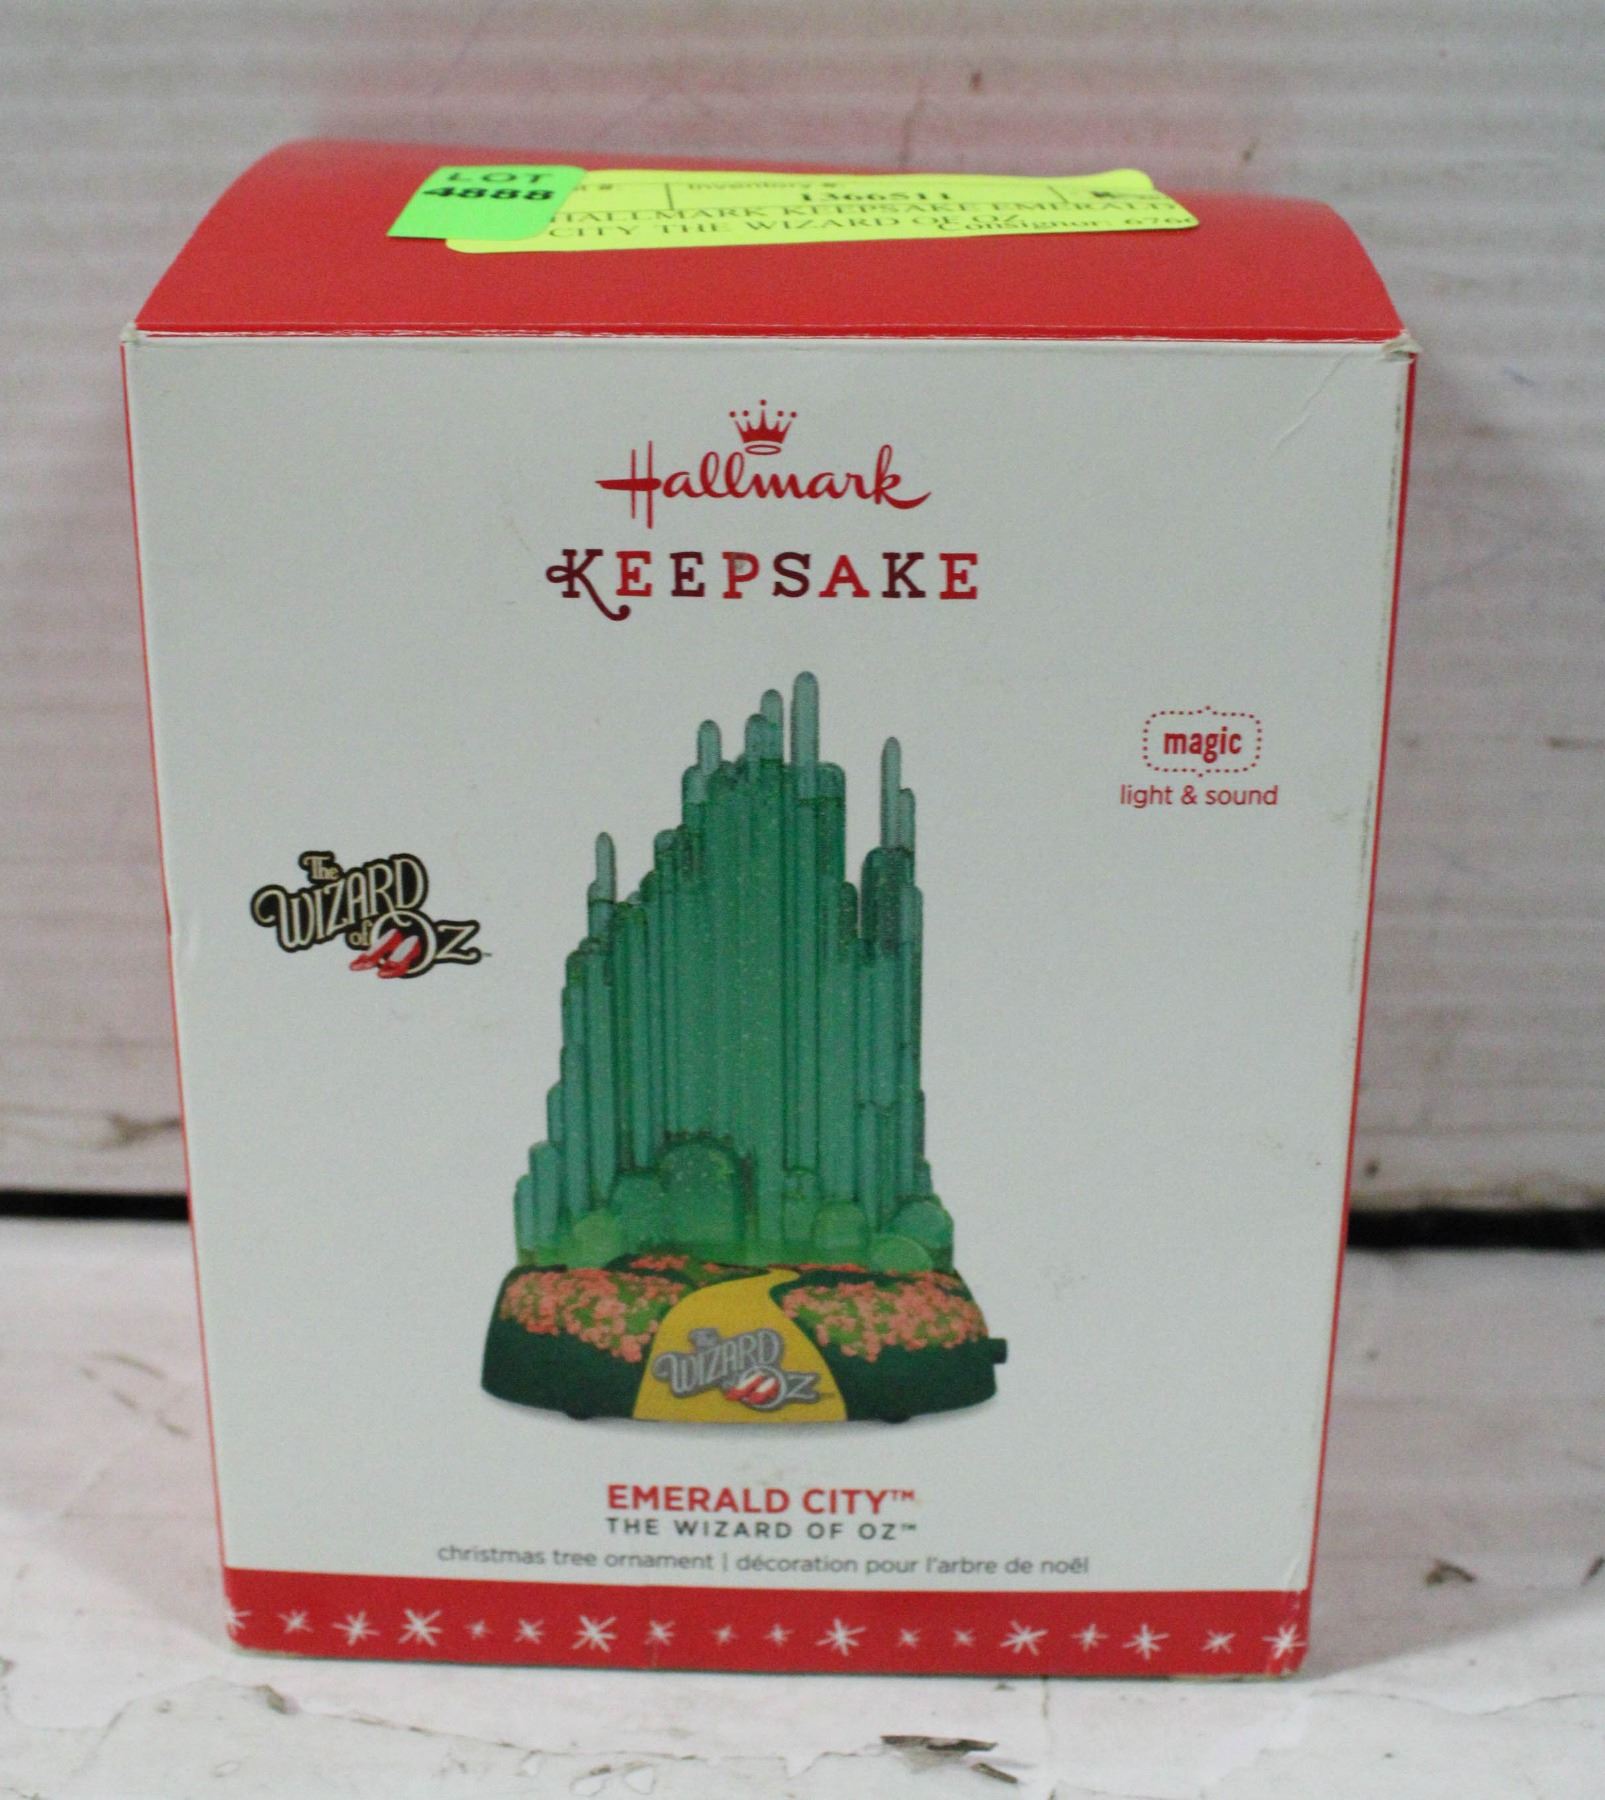 LOT
4888
Inventory #:
1366511
HALLMARK KEEPSAKE EMERALD
CITY THE WIZARD OF OZ
Consignor
Hallmark
KEEPSAKE
magic
light & sound
The
WIZARD
of OZ™
The
WIZARD
of OZ
EMERALD CITY™
THE WIZARD OF OZ™
christmas tree ornament | décoration pour l'arbre de noël